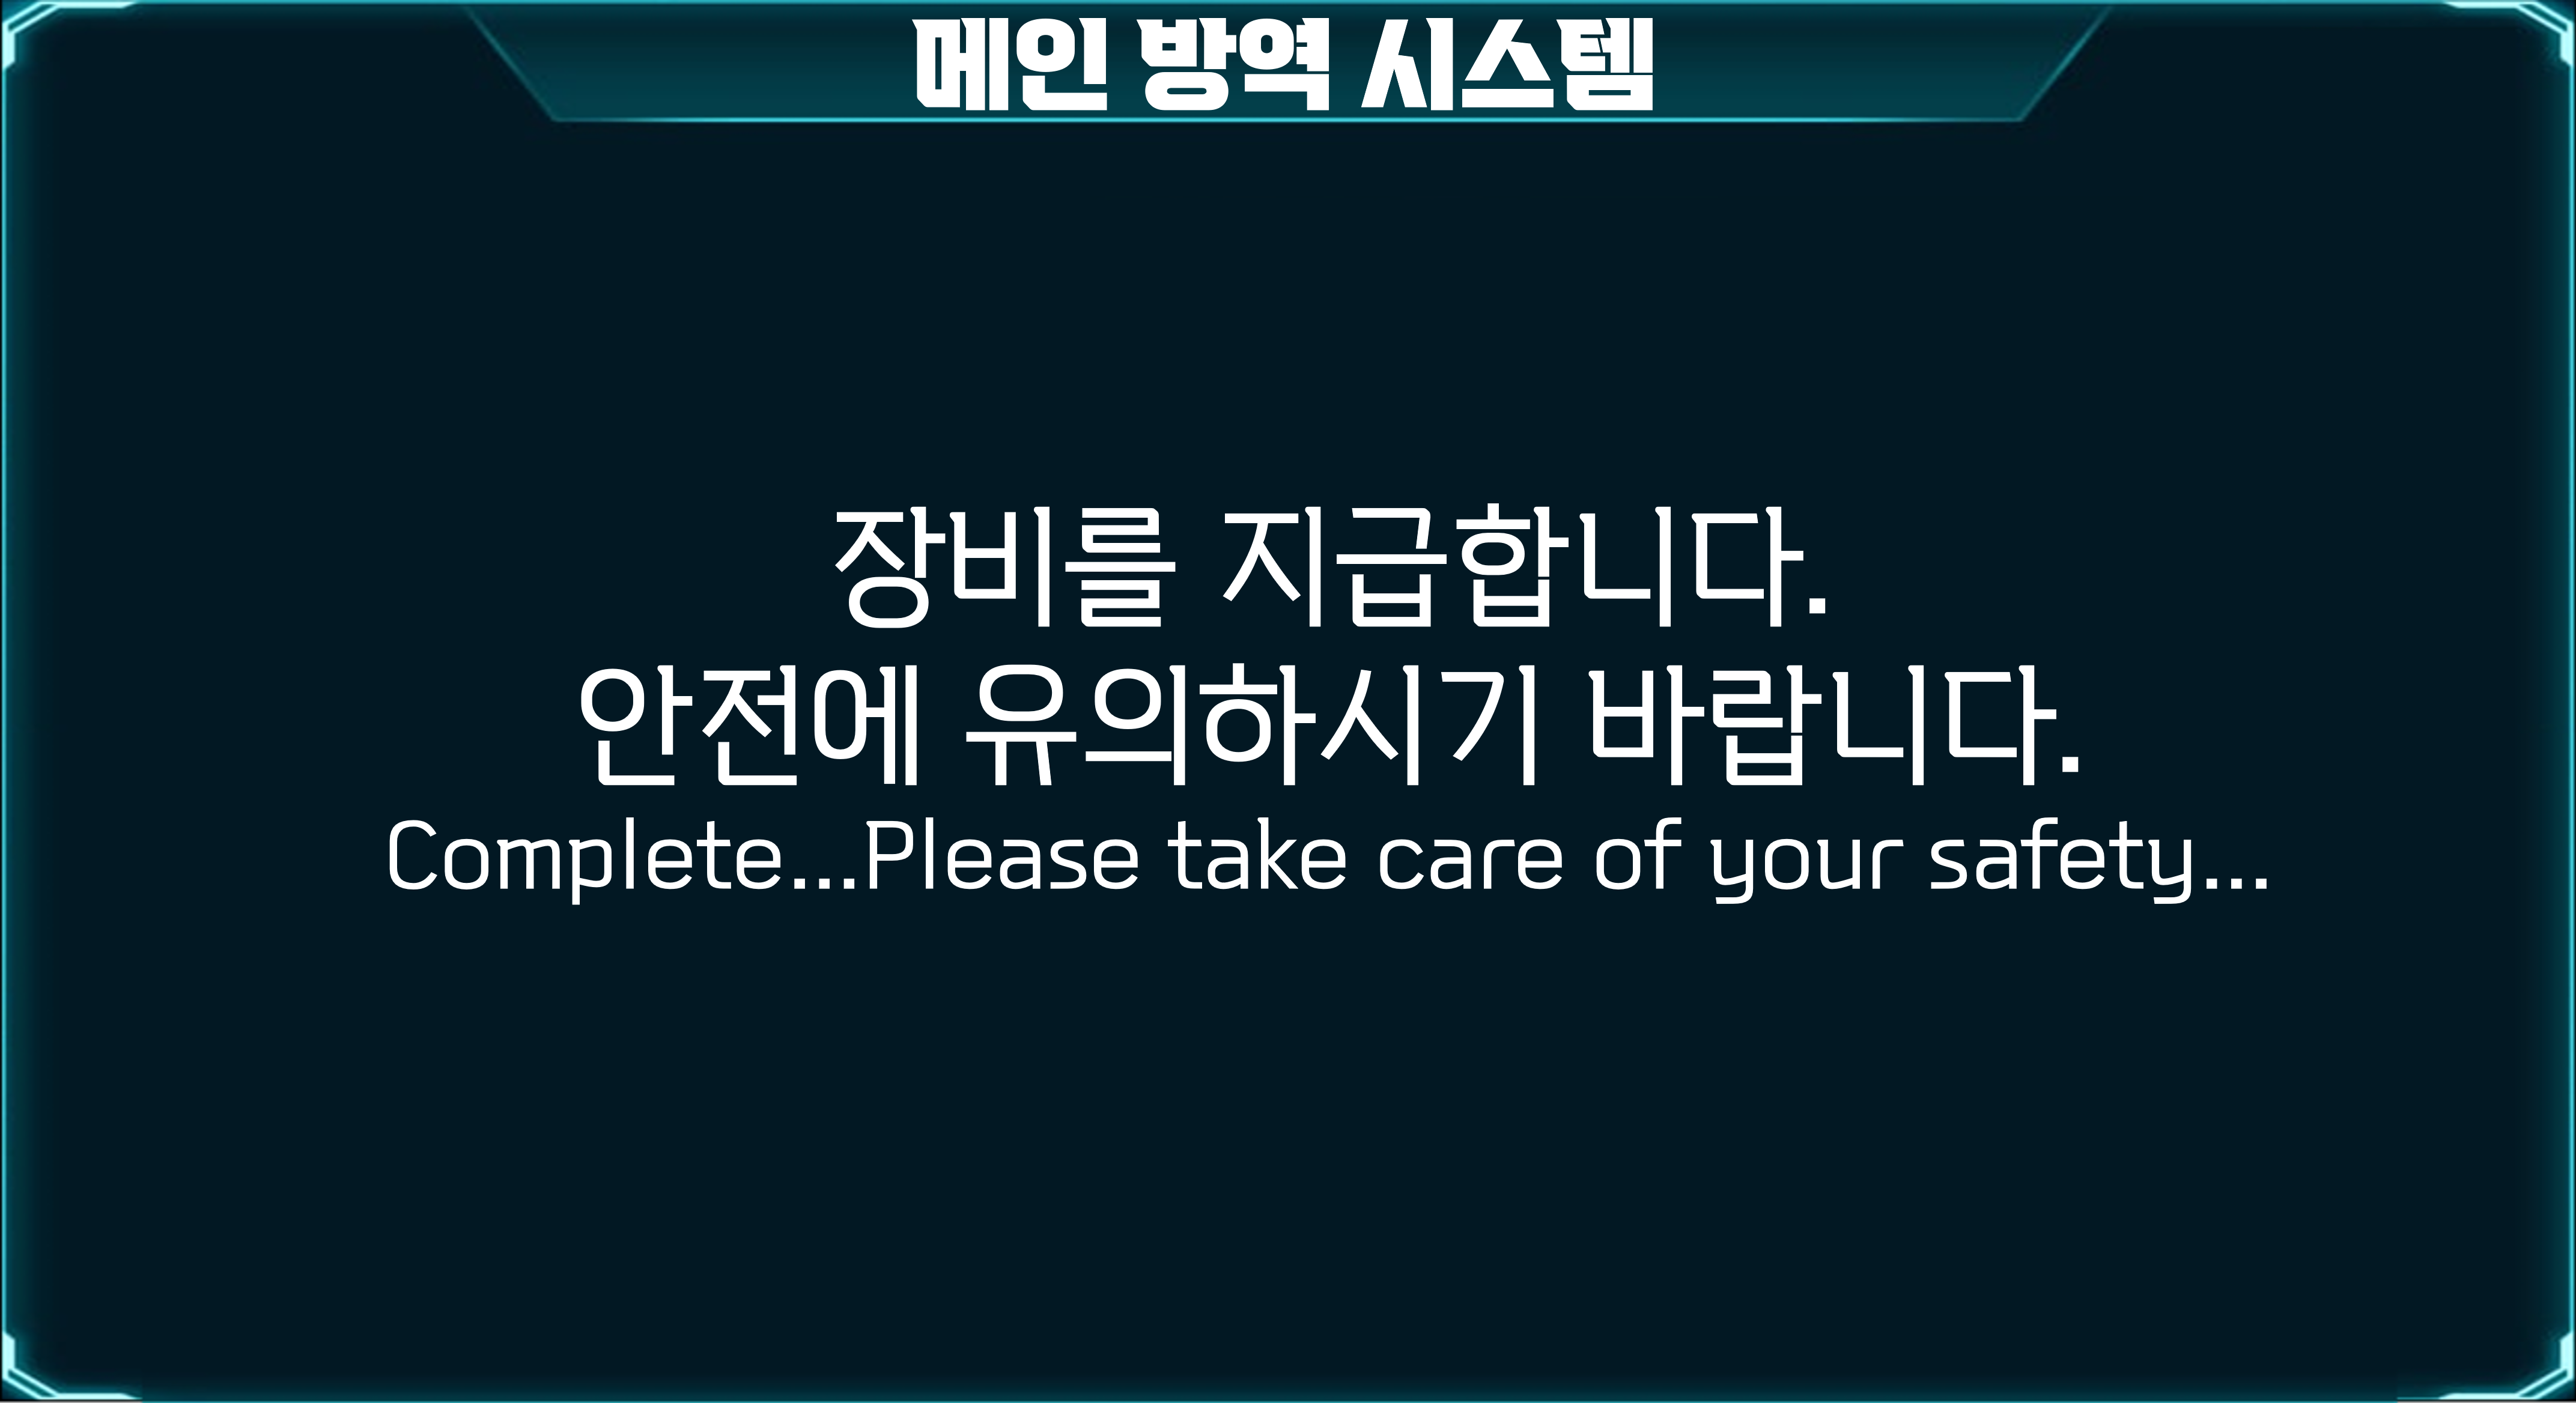 메인 방역 시스템
장비를 지급합니다.
안전에 유의하시기 바랍니다.
Complete...Please take care of your safety...